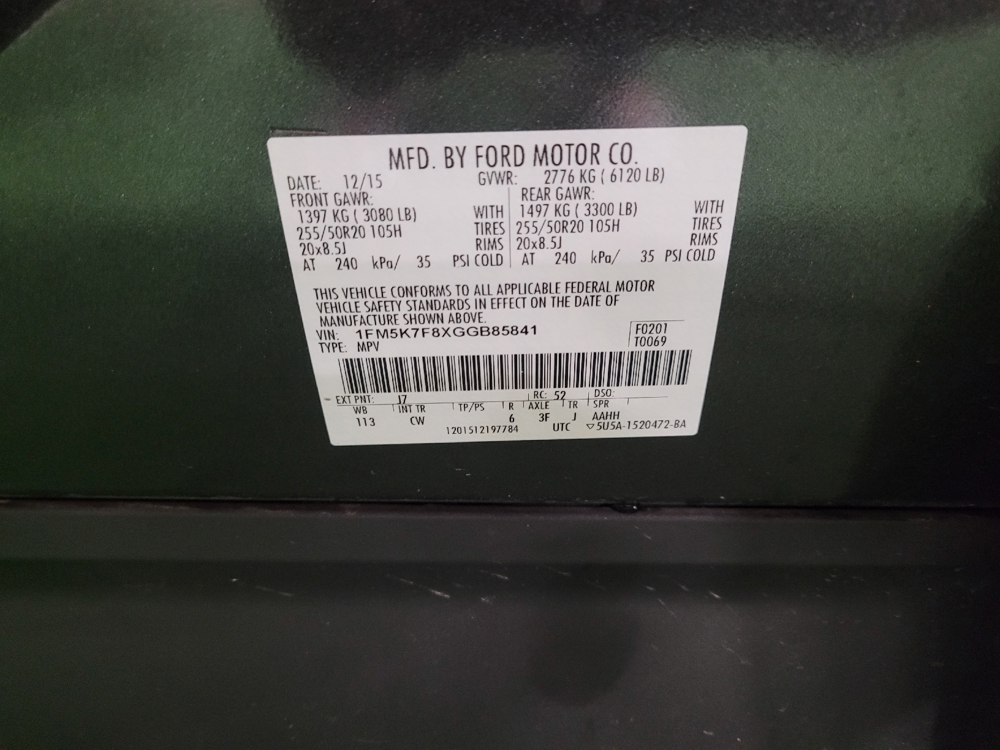 MFD. BY FORD MOTOR CO.
DATE: 12/15 GVWR: 2776 KG ( 6120 LB)
FRONT GAWR: REAR GAWR:
1397 KG ( 3080 LB) WITH 1497 KG ( 3300 LB) WITH
255/50R20 105H TIRES 255/50R20 105H TIRES
20x8.5J RIMS 20x8.5J RIMS
AT 240 kPa/ 35 PSI COLD AT 240 kPa/ 35 PSI COLD
THIS VEHICLE CONFORMS TO ALL APPLICABLE FEDERAL MOTOR
VEHICLE SAFETY STANDARDS IN EFFECT ON THE DATE OF
MANUFACTURE SHOWN ABOVE.
VIN: 1FM5K7F8XGGB85841 F0201
TYPE: MPV T0069
EXT PNT: J7 RC: 52 DSO:
WB INT TR TP/PS R AXLE TR SPR
113 CW 6 3F J AAHH
1201512197784 UTC ▽5U5A-1520472-BA